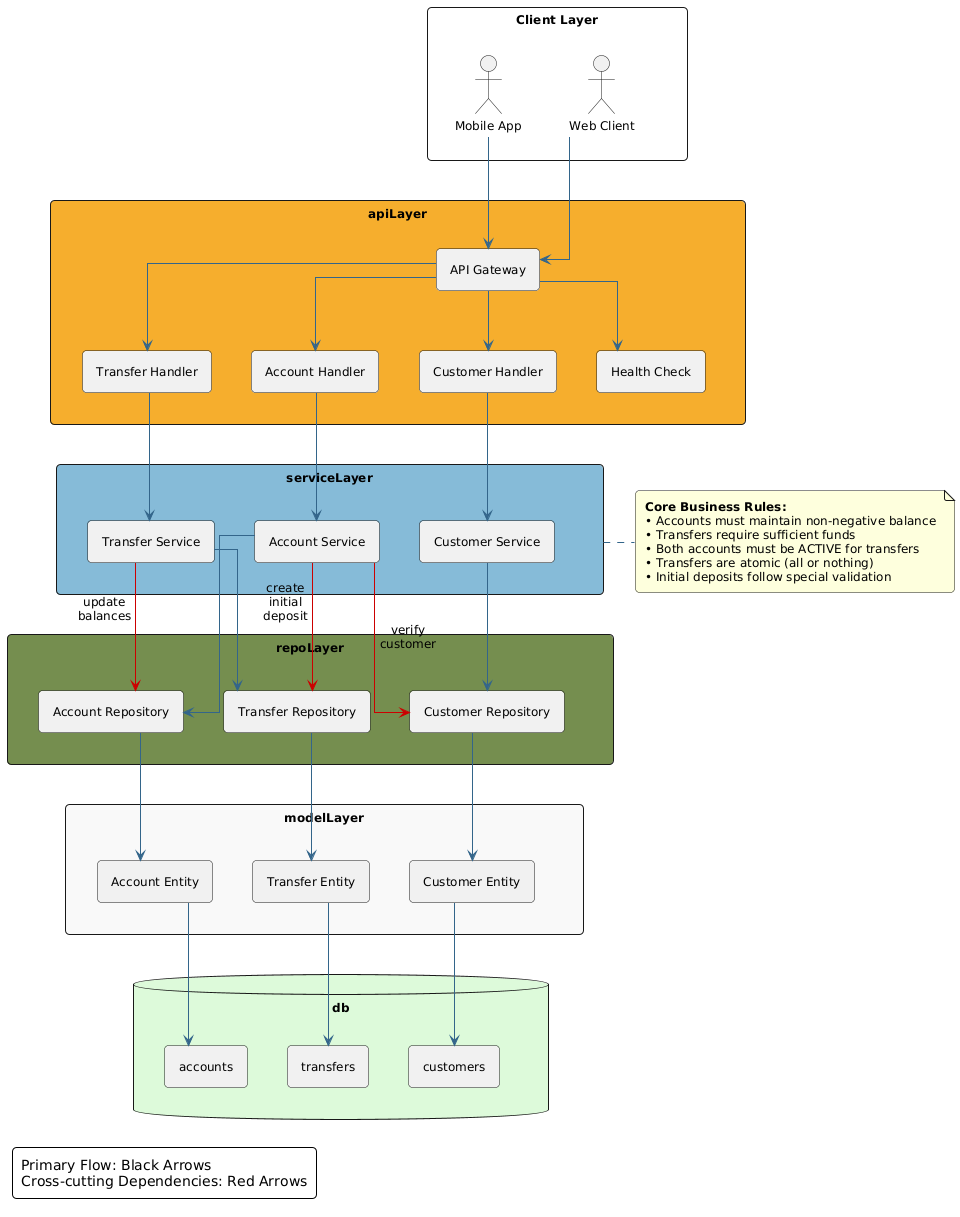 Client Layer
Mobile App
Web Client
apiLayer
API Gateway
Transfer Handler
Account Handler
Customer Handler
Health Check
serviceLayer
Transfer Service
Account Service
Customer Service
Core Business Rules:
• Accounts must maintain non-negative balance
• Transfers require sufficient funds
• Both accounts must be ACTIVE for transfers
• Transfers are atomic (all or nothing)
• Initial deposits follow special validation
update
balances
create
initial
deposit
verify
customer
repoLayer
Account Repository
Transfer Repository
Customer Repository
modelLayer
Account Entity
Transfer Entity
Customer Entity
db
accounts
transfers
customers
Primary Flow: Black Arrows
Cross-cutting Dependencies: Red Arrows